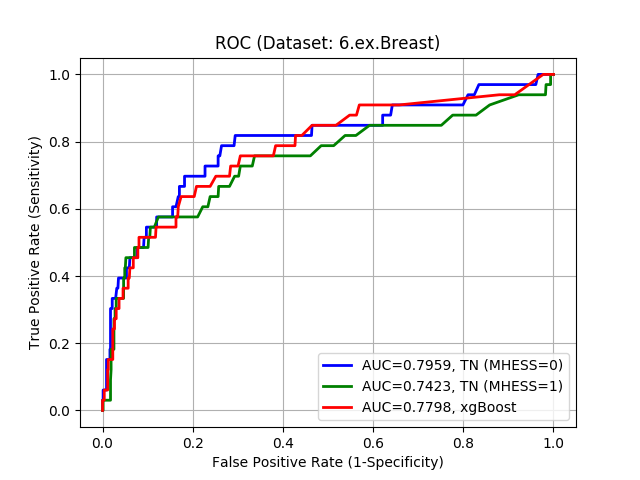 ROC (Dataset: 6.ex.Breast)
True Positive Rate (Sensitivity)
1.0
0.8
0.6
0.4
0.2
0.0
AUC=0.7959, TN (MHESS=0)
AUC=0.7423, TN (MHESS=1)
AUC=0.7798, xgBoost
0.0 0.2 0.4 0.6 0.8 1.0
False Positive Rate (1-Specificity)